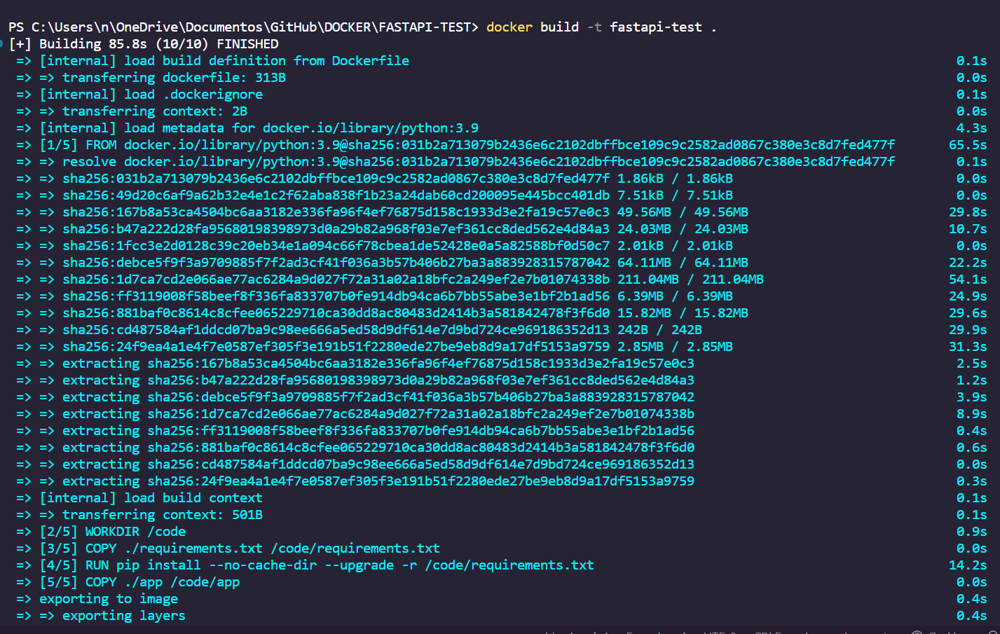 PS C:\Users\n\OneDrive\Documentos\GitHub\DOCKER\FASTAPI-TEST> docker build -t fastapi-test .
[+] Building 85.8s (10/10) FINISHED
=> [internal] load build definition from Dockerfile 0.1s
=> => transferring dockerfile: 313B 0.0s
=> [internal] load .dockerignore 0.1s
=> => transferring context: 2B 0.0s
=> [internal] load metadata for docker.io/library/python:3.9 4.3s
=> [1/5] FROM docker.io/library/python:3.9@sha256:031b2a713079b2436e6c2102dbffbce109c9c2582ad0867c380e3c8d7fed477f 65.5s
=> => resolve docker.io/library/python:3.9@sha256:031b2a713079b2436e6c2102dbffbce109c9c2582ad0867c380e3c8d7fed477f 0.1s
=> => sha256:031b2a713079b2436e6c2102dbffbce109c9c2582ad0867c380e3c8d7fed477f 1.86kB / 1.86kB 0.0s
=> => sha256:49d20c6af9a62b32e4e1c2f62aba838f1b23a24dab60cd200095e445bcc401db 7.51kB / 7.51kB 0.0s
=> => sha256:167b8a53ca4504bc6aa3182e336fa96f4ef76875d158c1933d3e2fa19c57e0c3 49.56MB / 49.56MB 29.8s
=> => sha256:b47a222d28fa95680198398973d0a29b82a968f03e7ef361cc8ded562e4d84a3 24.03MB / 24.03MB 10.7s
=> => sha256:1fcc3e2d0128c39c20eb34e1a094c66f78cbea1de52428e0a5a82588bf0d50c7 2.01kB / 2.01kB 0.0s
=> => sha256:debce5f9f3a9709885f7f2ad3cf41f036a3b57b406b27ba3a883928315787042 64.11MB / 64.11MB 22.2s
=> => sha256:1d7ca7cd2e066ae77ac6284a9d027f72a31a02a18bfc2a249ef2e7b01074338b 211.04MB / 211.04MB 54.1s
=> => sha256:ff3119008f58beef8f336fa833707b0fe914db94ca6b7bb55abe3e1bf2b1ad56 6.39MB / 6.39MB 24.9s
=> => sha256:881baf0c8614c8cfee065229710ca30dd8ac80483d2414b3a581842478f3f6d0 15.82MB / 15.82MB 29.6s
=> => sha256:cd487584af1ddcd07ba9c98ee666a5ed58d9df614e7d9bd724ce969186352d13 242B / 242B 29.9s
=> => sha256:24f9ea4a1e4f7e0587ef305f3e191b51f2280ede27be9eb8d9a17df5153a9759 2.85MB / 2.85MB 31.3s
=> => extracting sha256:167b8a53ca4504bc6aa3182e336fa96f4ef76875d158c1933d3e2fa19c57e0c3 2.5s
=> => extracting sha256:b47a222d28fa95680198398973d0a29b82a968f03e7ef361cc8ded562e4d84a3 1.2s
=> => extracting sha256:debce5f9f3a9709885f7f2ad3cf41f036a3b57b406b27ba3a883928315787042 3.9s
=> => extracting sha256:1d7ca7cd2e066ae77ac6284a9d027f72a31a02a18bfc2a249ef2e7b01074338b 8.9s
=> => extracting sha256:ff3119008f58beef8f336fa833707b0fe914db94ca6b7bb55abe3e1bf2b1ad56 0.4s
=> => extracting sha256:881baf0c8614c8cfee065229710ca30dd8ac80483d2414b3a581842478f3f6d0 0.6s
=> => extracting sha256:cd487584af1ddcd07ba9c98ee666a5ed58d9df614e7d9bd724ce969186352d13 0.0s
=> => extracting sha256:24f9ea4a1e4f7e0587ef305f3e191b51f2280ede27be9eb8d9a17df5153a9759 0.3s
=> [internal] load build context 0.1s
=> => transferring context: 501B 0.1s
=> [2/5] WORKDIR /code 0.9s
=> [3/5] COPY ./requirements.txt /code/requirements.txt 0.0s
=> [4/5] RUN pip install --no-cache-dir --upgrade -r /code/requirements.txt 14.2s
=> [5/5] COPY ./app /code/app 0.0s
=> exporting to image 0.4s
=> => exporting layers 0.4s